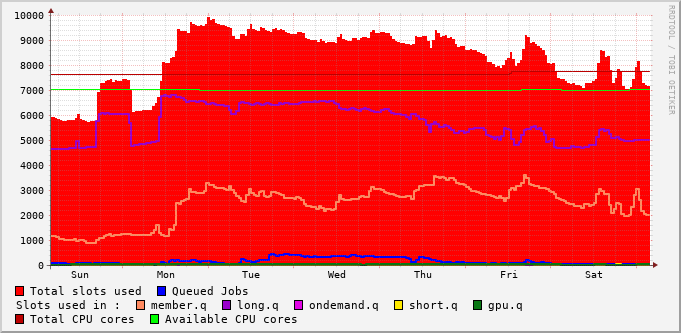 10000
9000
8000
7000
6000
5000
4000
3000
2000
1000
0
Sun Mon Tue Wed Thu Fri Sat
RRDTOOL / TOBI OETIKER
Total slots used Queued Jobs
Slots used in : member.q long.q ondemand.q short.q gpu.q
Total CPU cores Available CPU cores